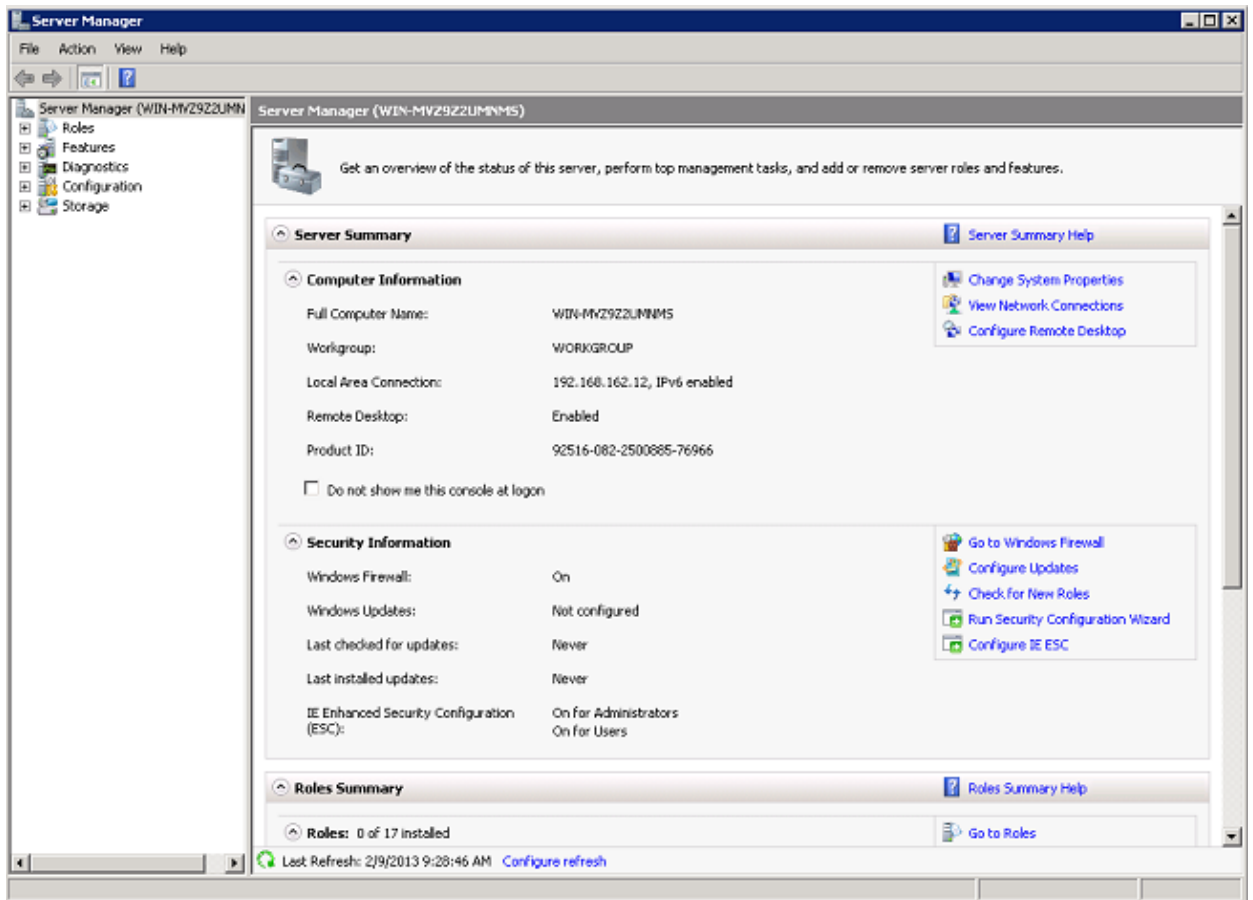 Server Manager
File Action View Help
Server Manager (WIN-MVZ9Z2UMN
Roles
Features
Diagnostics
Configuration
Storage
Server Manager (WIN-MVZ9Z2UMNMS)
Get an overview of the status of this server, perform top management tasks, and add or remove server roles and features.
Server Summary
Server Summary Help
Computer Information
Change System Properties
View Network Connections
Configure Remote Desktop
Full Computer Name: WIN-MVZ9Z2UMNMS
Workgroup: WORKGROUP
Local Area Connection: 192.168.162.12, IPv6 enabled
Remote Desktop: Enabled
Product ID: 92516-082-2500885-76966
Do not show me this console at logon
Security Information
Go to Windows Firewall
Configure Updates
Check for New Roles
Run Security Configuration Wizard
Configure IE ESC
Windows Firewall: On
Windows Updates: Not configured
Last checked for updates: Never
Last installed updates: Never
IE Enhanced Security Configuration (ESC): On for Administrators
On for Users
Roles Summary
Roles Summary Help
Roles: 0 of 17 installed
Go to Roles
Last Refresh: 2/9/2013 9:28:46 AM Configure refresh